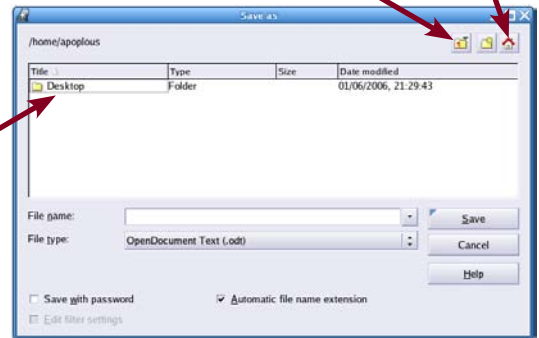 Save as
/home/apoplous
Title Type Size Date modified
Desktop Folder 01/06/2006, 21:29:43
File name: Save
File type: OpenDocument Text (.odt) Cancel
Help
Save with password Automatic file name extension
Edit filter settings